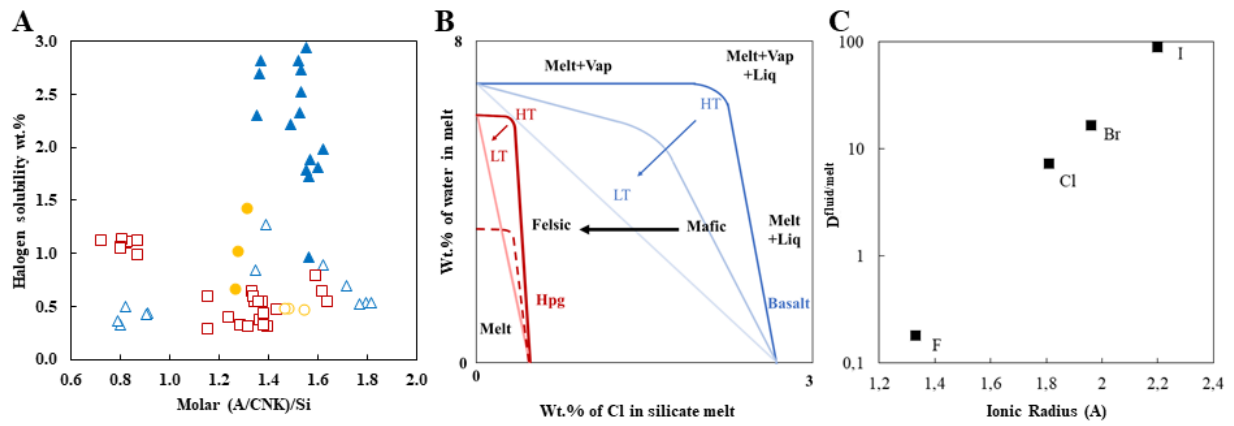 A
Halogen solubility wt.%
3.0
2.5
2.0
1.5
1.0
0.5
0.0
0.6
0.8
1.0
1.2
1.4
1.6
1.8
2.0
Molar (A/CNK)/Si
B
Wt.% of water in melt
8
0
Melt+Vap
Melt+Vap
+Liq
HT
HT
LT
LT
Felsic
Mafic
Melt
+Liq
Hpg
Basalt
Melt
0
3
Wt.% of Cl in silicate melt
C
D fluid/melt
100
10
1
0,1
I
Br
Cl
F
1,2
1,4
1,6
1,8
2
2,2
2,4
Ionic Radius (A)